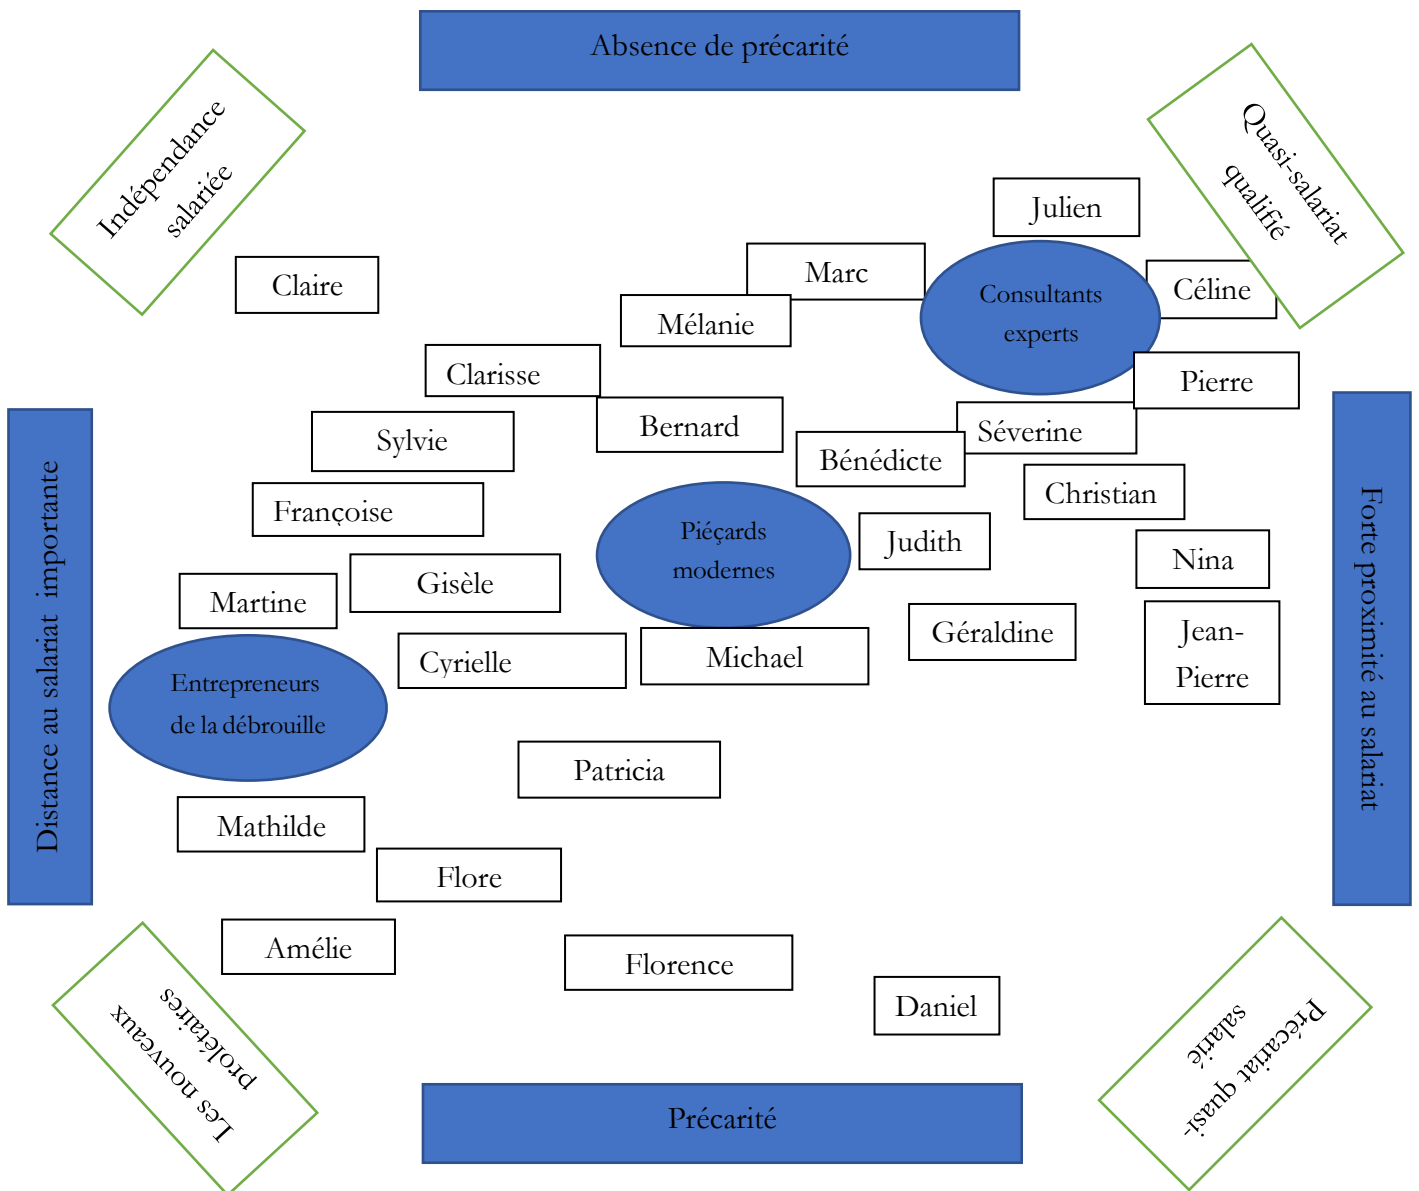 Absence de précarité
Indépendance
salariée
Quasi-salariat
qualifié
Julien
Claire
Marc
Consultants
experts
Céline
Mélanie
Clarisse
Pierre
Bernard
Séverine
Sylvie
Bénédicte
Christian
Françoise
Piéçards
modernes
Judith
Nina
Gisèle
Martine
Géraldine
Jean-
Pierre
Cyrielle
Michael
Entrepreneurs
de la débrouille
Distance au salariat importante
Forte proximité au salariat
Patricia
Mathilde
Flore
Amélie
Florence
Daniel
Les nouveaux
prolétaires
Précariat quasi-
salarié
Précarité